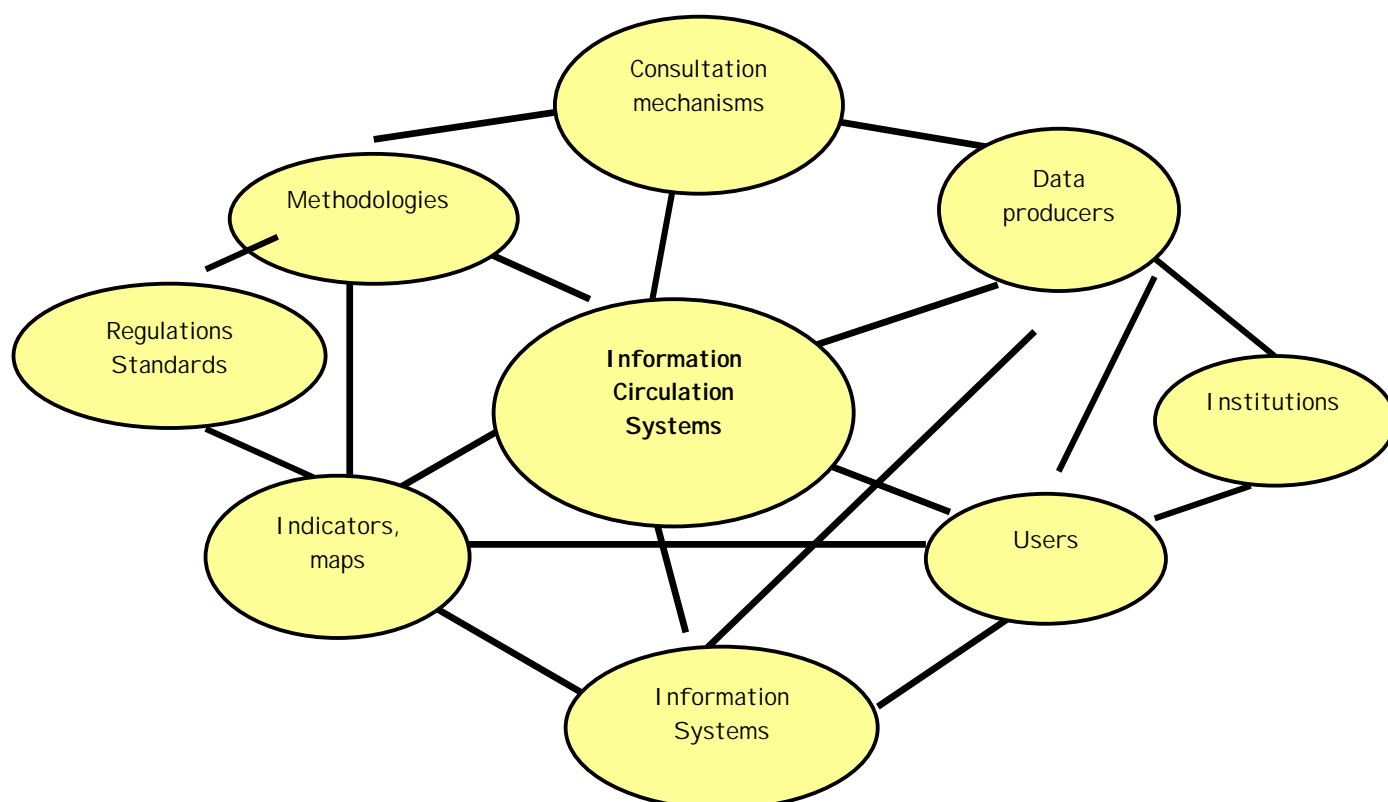 Consultation
mechanisms
Data
producers
Methodologies
Regulations
Standards
Information
Circulation
Systems
Institutions
Indicators,
maps
Users
Information
Systems